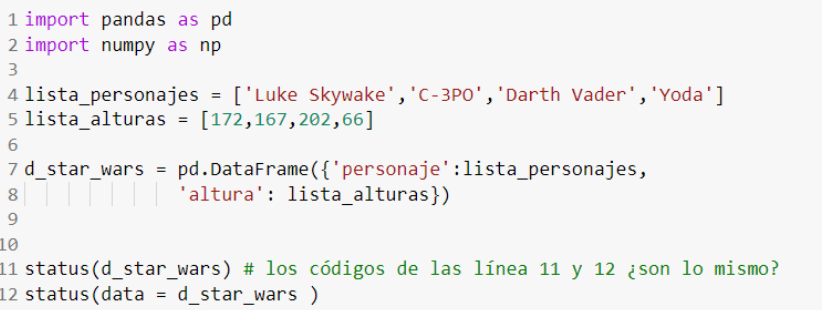 1 import pandas as pd
2 import numpy as np
3
4 lista_personajes = ['Luke Skywake','C-3PO','Darth Vader','Yoda']
5 lista_alturas = [172,167,202,66]
6
7 d_star_wars = pd.DataFrame({'personaje':lista_personajes,
8              'altura': lista_alturas})
9
10
11 status(d_star_wars) # los códigos de las línea 11 y 12 ¿son lo mismo?
12 status(data = d_star_wars )